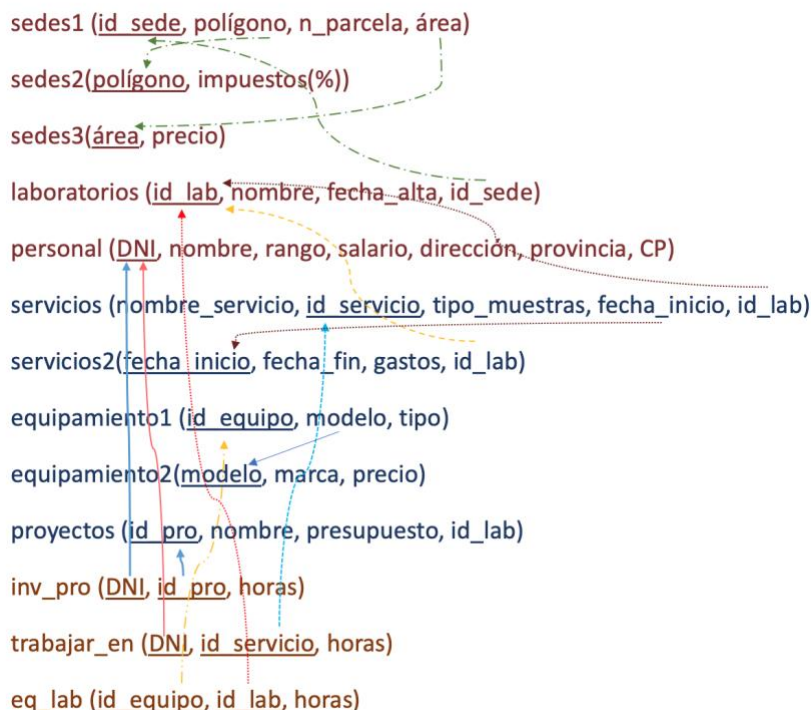 sedes1 (id_sede, polígono, n_parcela, área)
sedes2(polígono, impuestos(%))
sedes3(área, precio)
laboratorios (id_lab, nombre, fecha_alta, id_sede)
personal (DNI, nombre, rango, salario, dirección, provincia, CP)
servicios (nombre_servicio, id_servicio, tipo_muestras, fecha_inicio, id_lab)
servicios2(fecha_inicio, fecha_fin, gastos, id_lab)
equipamiento1 (id_equipo, modelo, tipo)
equipamiento2(modelo, marca, precio)
proyectos (id_pro, nombre, presupuesto, id_lab)
inv_pro (DNI, id_pro, horas)
trabajar_en (DNI, id_servicio, horas)
eq_lab (id_equipo, id_lab, horas)